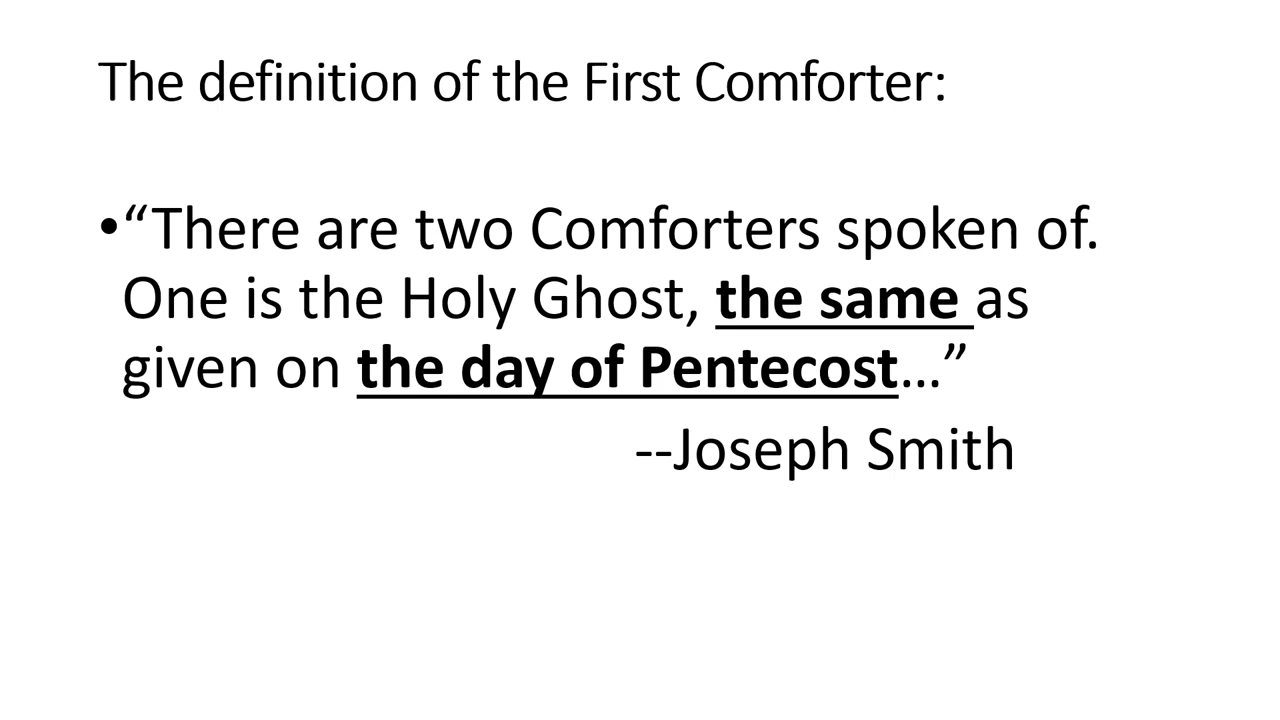 The definition of the First Comforter:
•“There are two Comforters spoken of.
One is the Holy Ghost, the same as
given on the day of Pentecost…”
--Joseph Smith